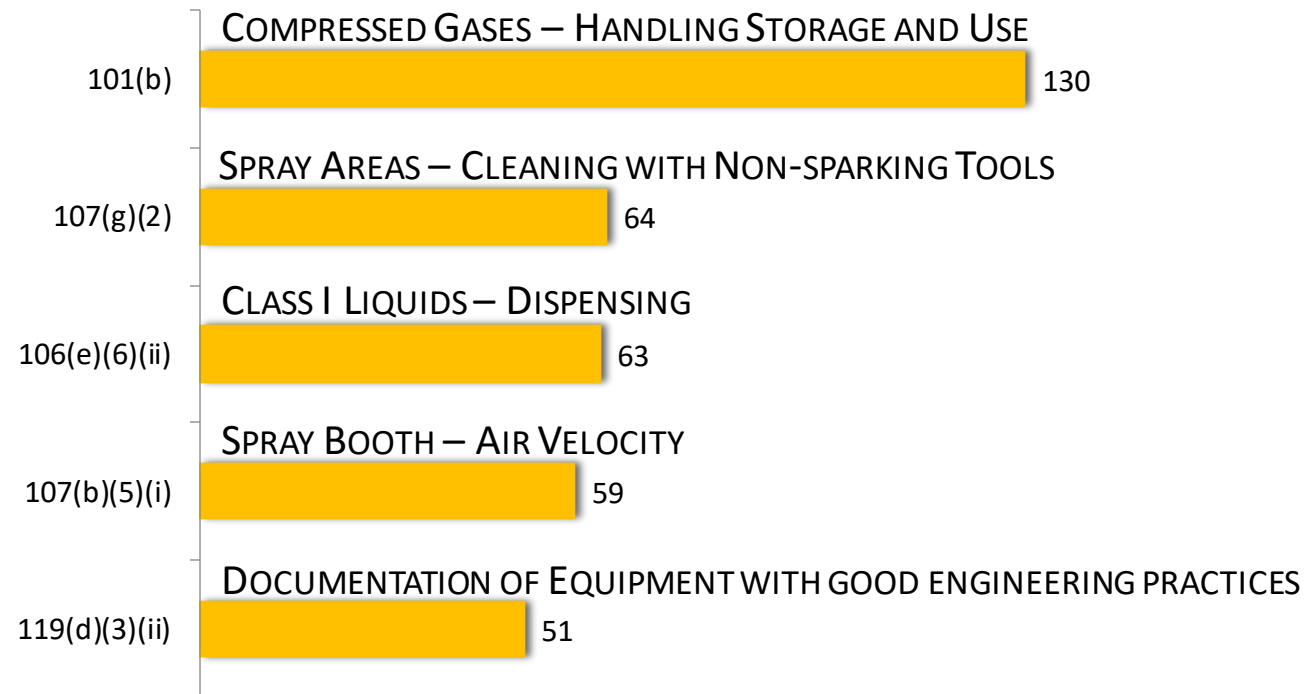 COMPRESSED GASES – HANDLING STORAGE AND USE
101(b) 130
SPRAY AREAS – CLEANING WITH NON-SPARKING TOOLS
107(g)(2) 64
CLASS I LIQUIDS – DISPENSING
106(e)(6)(ii) 63
SPRAY BOOTH – AIR VELOCITY
107(b)(5)(i) 59
DOCUMENTATION OF EQUIPMENT WITH GOOD ENGINEERING PRACTICES
119(d)(3)(ii) 51